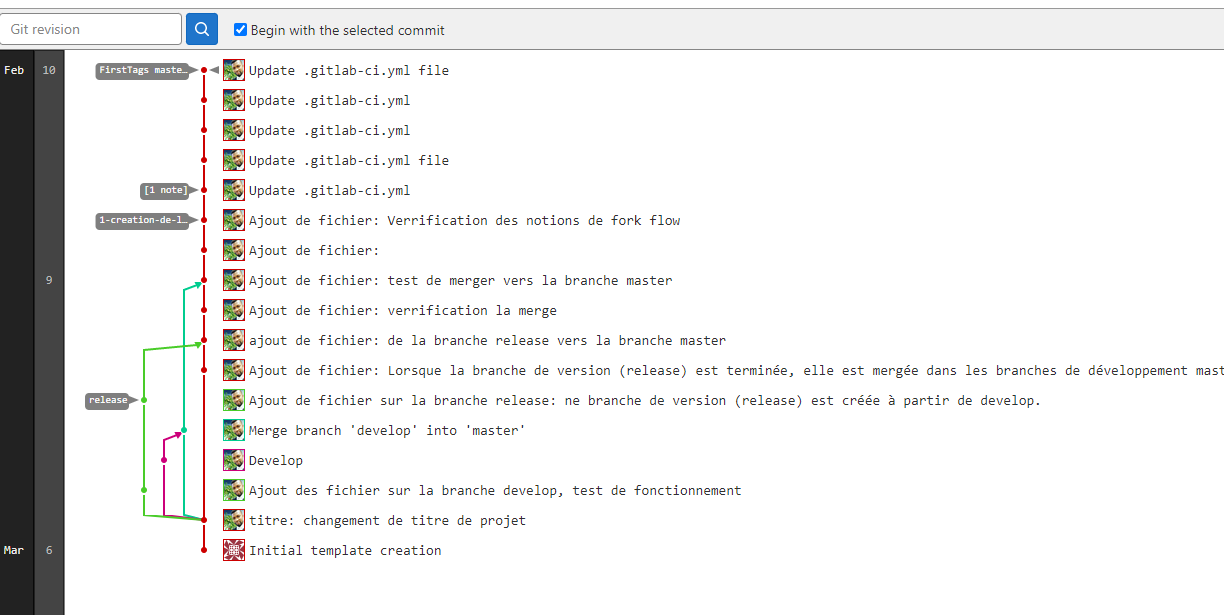 Git revision
Begin with the selected commit
Feb 10 FirstTags maste… Update .gitlab-ci.yml file
Update .gitlab-ci.yml
Update .gitlab-ci.yml
Update .gitlab-ci.yml file
[1 note] Update .gitlab-ci.yml
1-creation-de-l… Ajout de fichier: Verrification des notions de fork flow
Ajout de fichier:
9 Ajout de fichier: test de merger vers la branche master
Ajout de fichier: verrification la merge
ajout de fichier: de la branche release vers la branche master
Ajout de fichier: Lorsque la branche de version (release) est terminée, elle est mergée dans les branches de développement mast
release Ajout de fichier sur la branche release: ne branche de version (release) est créée à partir de develop.
Merge branch 'develop' into 'master'
Develop
Ajout des fichier sur la branche develop, test de fonctionnement
titre: changement de titre de projet
Mar 6 Initial template creation